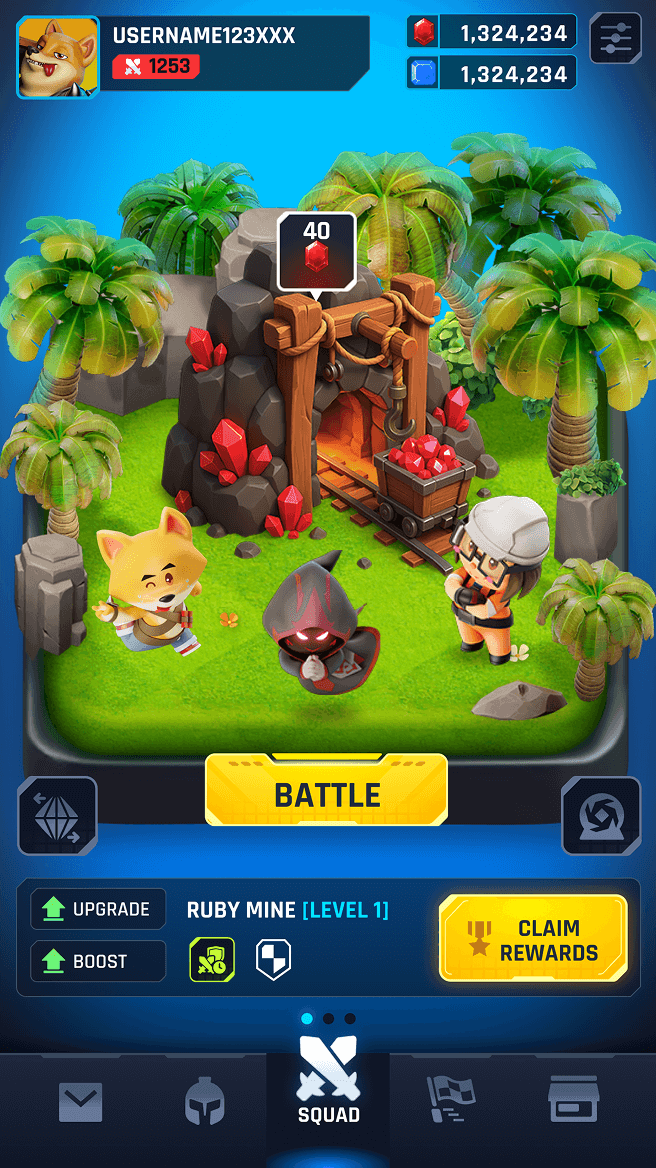 USERNAME123XXX
1253
1,324,234
1,324,234
40
BATTLE
UPGRADE
BOOST
RUBY MINE [LEVEL 1]
CLAIM
REWARDS
SQUAD